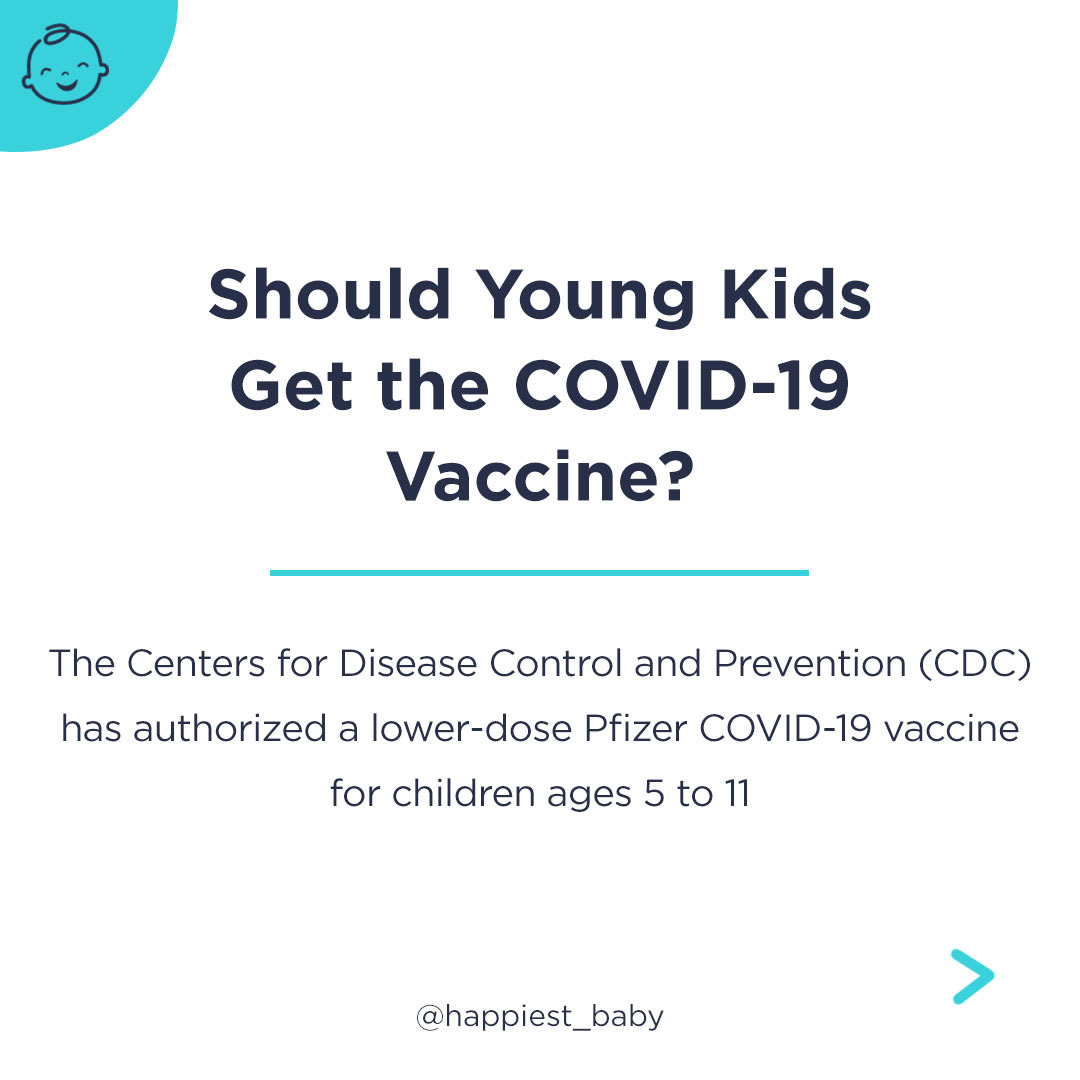 Should Young Kids
Get the COVID-19
Vaccine?
The Centers for Disease Control and Prevention (CDC)
has authorized a lower-dose Pfizer COVID-19 vaccine
for children ages 5 to 11
@happiest_baby